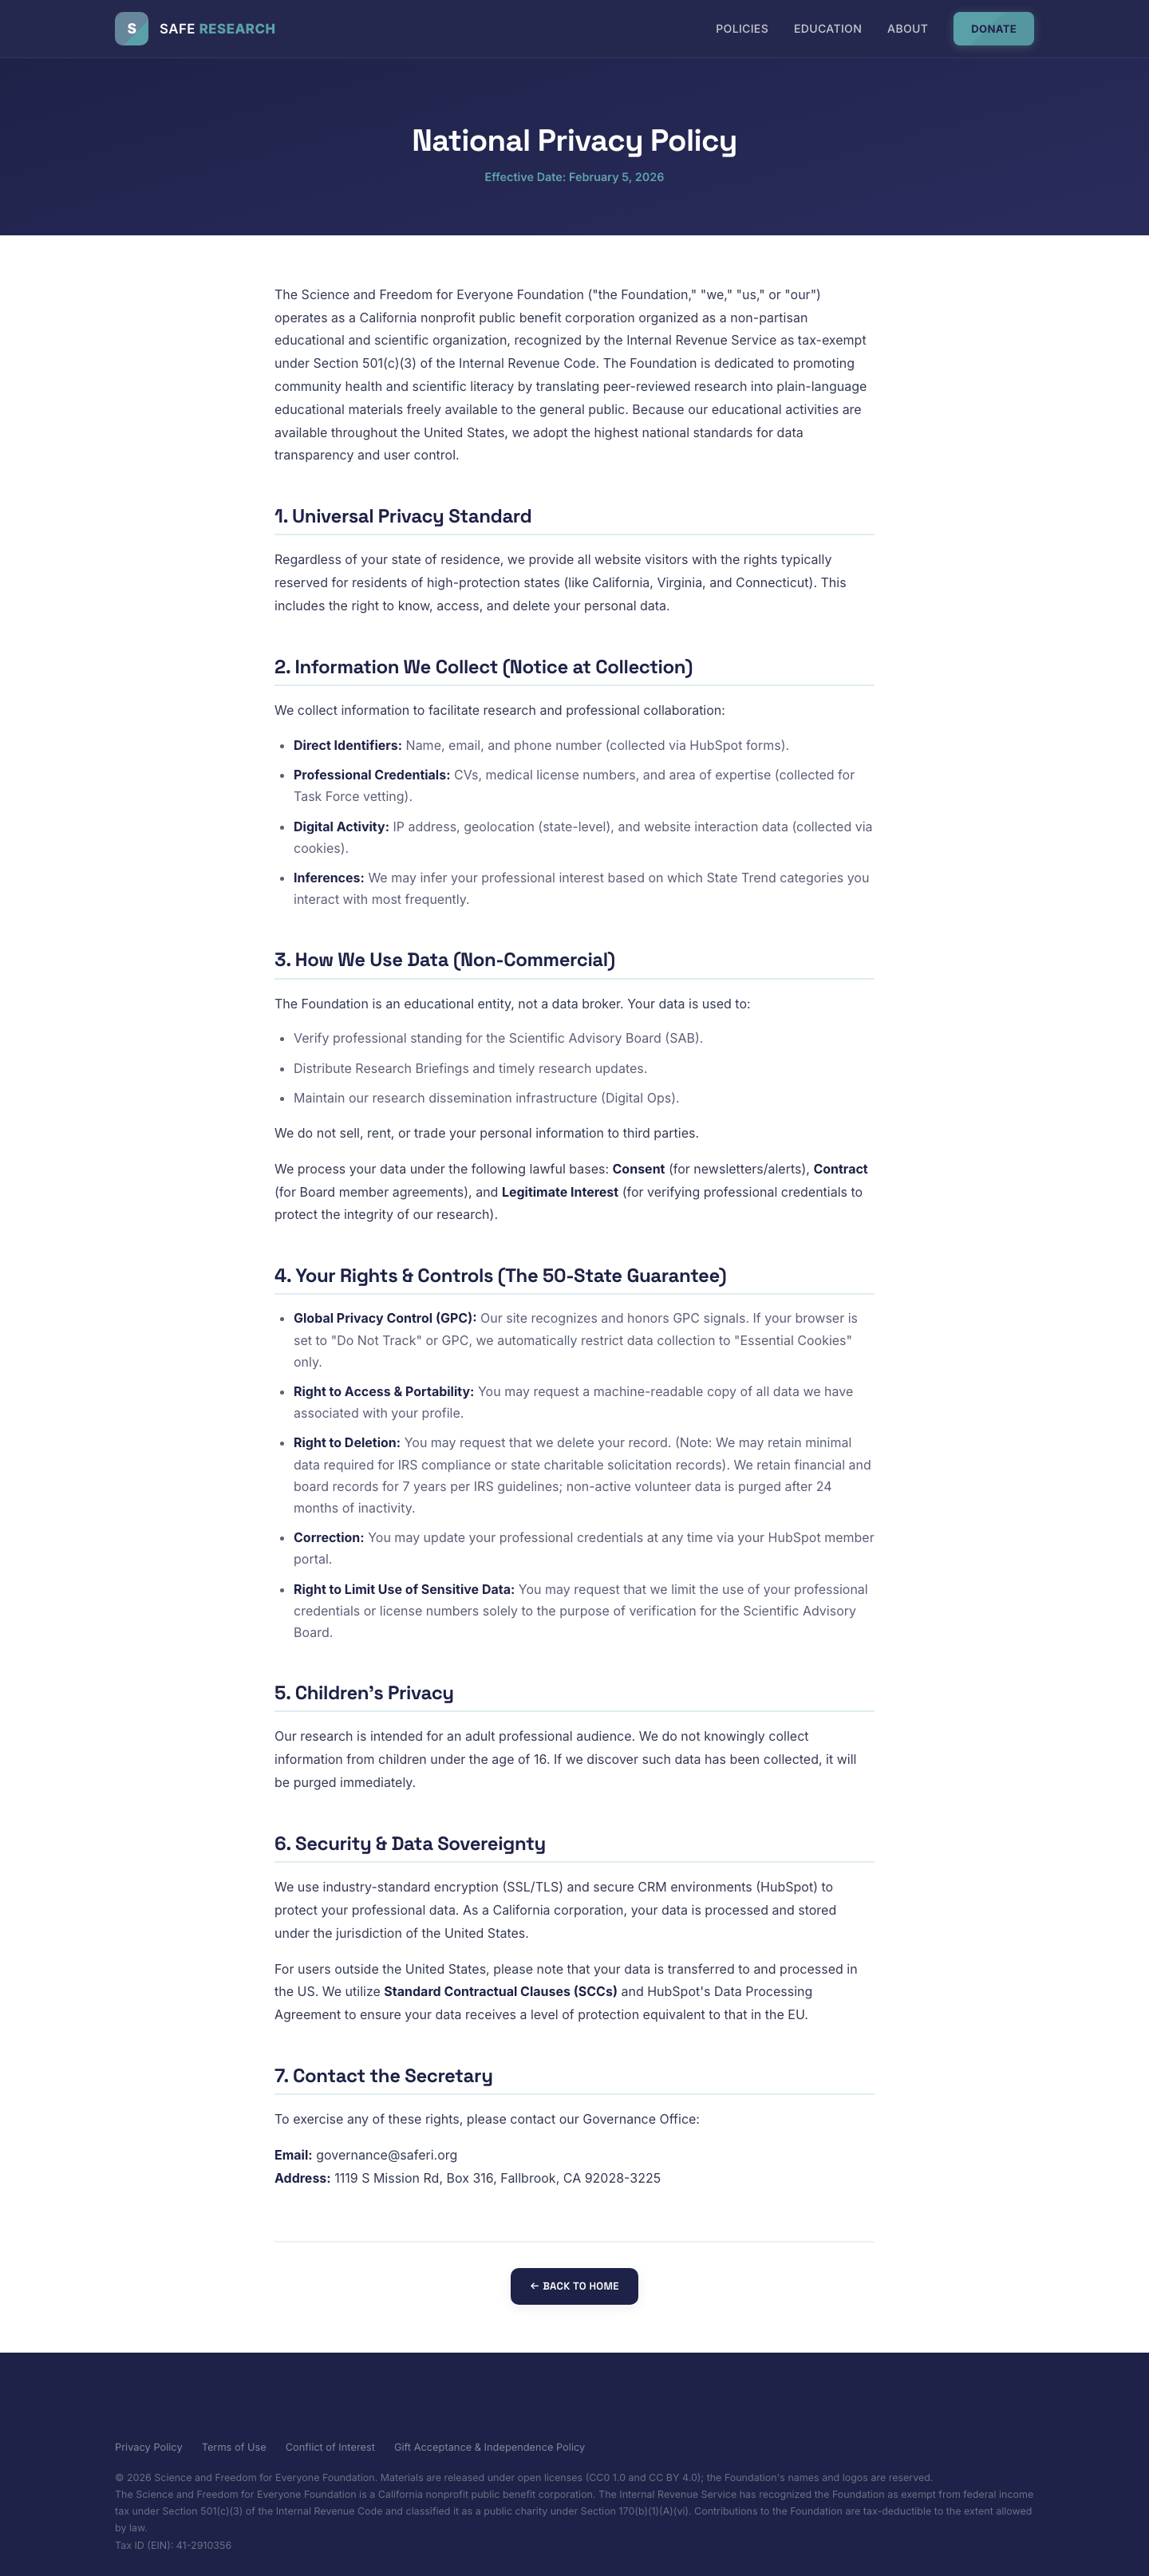 S SAFE RESEARCH POLICIES EDUCATION ABOUT DONATE
National Privacy Policy
Effective Date: February 5, 2026
The Science and Freedom for Everyone Foundation ("the Foundation," "we," "us," or "our")
operates as a California nonprofit public benefit corporation organized as a non-partisan
educational and scientific organization, recognized by the Internal Revenue Service as tax-exempt
under Section 501(c)(3) of the Internal Revenue Code. The Foundation is dedicated to promoting
community health and scientific literacy by translating peer-reviewed research into plain-language
educational materials freely available to the general public. Because our educational activities are
available throughout the United States, we adopt the highest national standards for data
transparency and user control.
1. Universal Privacy Standard
Regardless of your state of residence, we provide all website visitors with the rights typically
reserved for residents of high-protection states (like California, Virginia, and Connecticut). This
includes the right to know, access, and delete your personal data.
2. Information We Collect (Notice at Collection)
We collect information to facilitate research and professional collaboration:
• Direct Identifiers: Name, email, and phone number (collected via HubSpot forms).
• Professional Credentials: CVs, medical license numbers, and area of expertise (collected for
Task Force vetting).
• Digital Activity: IP address, geolocation (state-level), and website interaction data (collected via
cookies).
• Inferences: We may infer your professional interest based on which State Trend categories you
interact with most frequently.
3. How We Use Data (Non-Commercial)
The Foundation is an educational entity, not a data broker. Your data is used to:
• Verify professional standing for the Scientific Advisory Board (SAB).
• Distribute Research Briefings and timely research updates.
• Maintain our research dissemination infrastructure (Digital Ops).
We do not sell, rent, or trade your personal information to third parties.
We process your data under the following lawful bases: Consent (for newsletters/alerts), Contract
(for Board member agreements), and Legitimate Interest (for verifying professional credentials to
protect the integrity of our research).
4. Your Rights & Controls (The 50-State Guarantee)
• Global Privacy Control (GPC): Our site recognizes and honors GPC signals. If your browser is
set to "Do Not Track" or GPC, we automatically restrict data collection to "Essential Cookies"
only.
• Right to Access & Portability: You may request a machine-readable copy of all data we have
associated with your profile.
• Right to Deletion: You may request that we delete your record. (Note: We may retain minimal
data required for IRS compliance or state charitable solicitation records). We retain financial and
board records for 7 years per IRS guidelines; non-active volunteer data is purged after 24
months of inactivity.
• Correction: You may update your professional credentials at any time via your HubSpot member
portal.
• Right to Limit Use of Sensitive Data: You may request that we limit the use of your professional
credentials or license numbers solely to the purpose of verification for the Scientific Advisory
Board.
5. Children's Privacy
Our research is intended for an adult professional audience. We do not knowingly collect
information from children under the age of 16. If we discover such data has been collected, it will
be purged immediately.
6. Security & Data Sovereignty
We use industry-standard encryption (SSL/TLS) and secure CRM environments (HubSpot) to
protect your professional data. As a California corporation, your data is processed and stored
under the jurisdiction of the United States.
For users outside the United States, please note that your data is transferred to and processed in
the US. We utilize Standard Contractual Clauses (SCCs) and HubSpot's Data Processing
Agreement to ensure your data receives a level of protection equivalent to that in the EU.
7. Contact the Secretary
To exercise any of these rights, please contact our Governance Office:
Email: governance@saferi.org
Address: 1119 S Mission Rd, Box 316, Fallbrook, CA 92028-3225
← BACK TO HOME
Privacy Policy Terms of Use Conflict of Interest Gift Acceptance & Independence Policy
© 2026 Science and Freedom for Everyone Foundation. Materials are released under open licenses (CC0 1.0 and CC BY 4.0); the Foundation's names and logos are reserved.
The Science and Freedom for Everyone Foundation is a California nonprofit public benefit corporation. The Internal Revenue Service has recognized the Foundation as exempt from federal income
tax under Section 501(c)(3) of the Internal Revenue Code and classified it as a public charity under Section 170(b)(1)(A)(vi). Contributions to the Foundation are tax-deductible to the extent allowed
by law.
Tax ID (EIN): 41-2910356